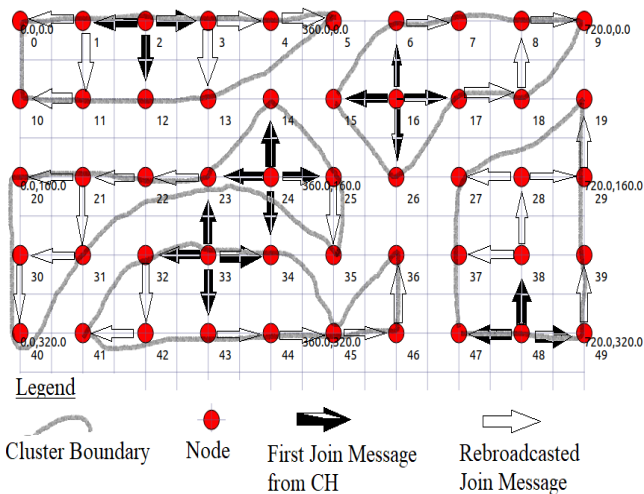 0.0,0.0 360.0,0.0 720.0,0.0
0 1 2 3 4 5 6 7 8 9
10 11 12 13 14 15 16 17 18 19
0.0,160.0 360.0,160.0 720.0,160.0
20 21 22 23 24 25 26 27 28 29
30 31 32 33 34 35 36 37 38 39
0.0,320.0 360.0,320.0 720.0,320.0
40 41 42 43 44 45 46 47 48 49
Legend
Cluster Boundary
Node
First Join Message
from CH
Rebroadcasted
Join Message